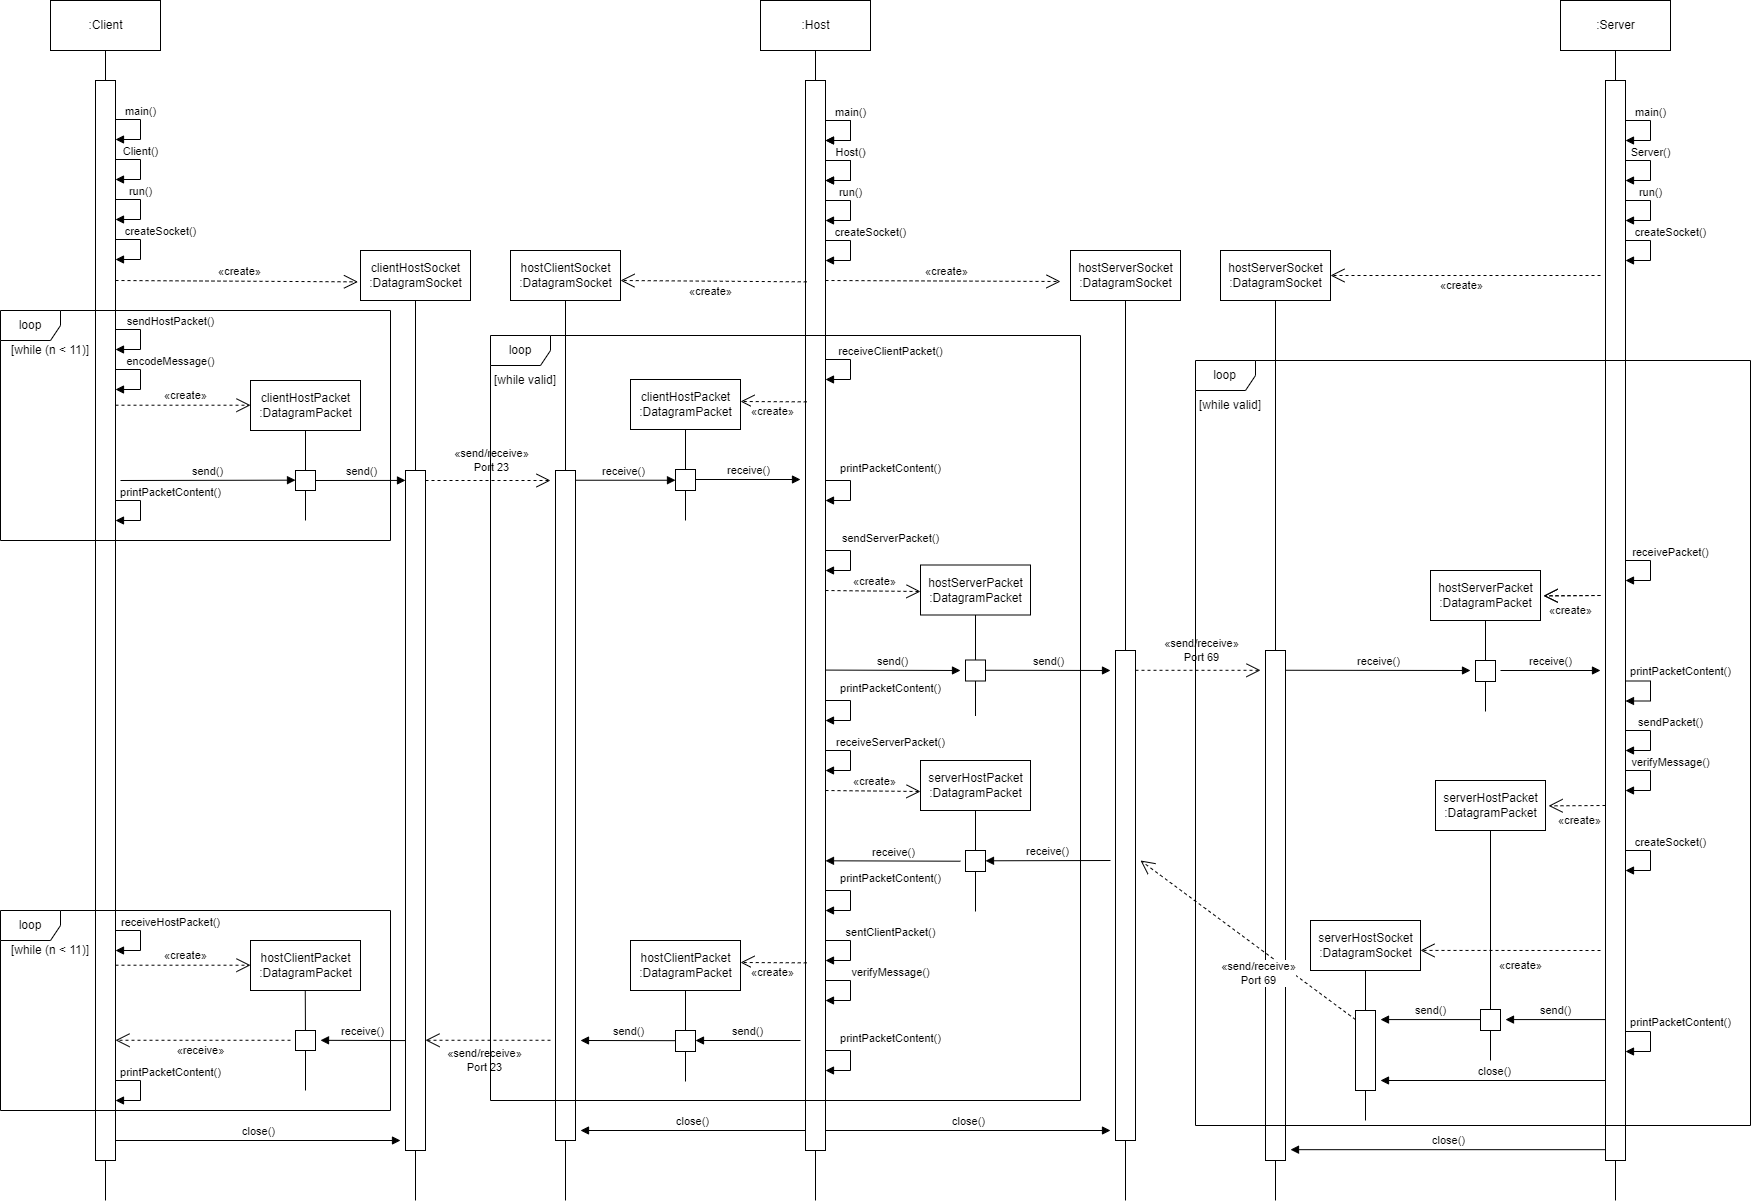 :Client
:Host
:Server
main()
Client()
run()
createSocket()
«create»
clientHostSocket
:DatagramSocket
main()
Host()
run()
createSocket()
hostClientSocket
:DatagramSocket
«create»
«create»
hostServerSocket
:DatagramSocket
main()
Server()
run()
createSocket()
hostServerSocket
:DatagramSocket
«create»
loop
[while (n < 11)]
sendHostPacket()
encodeMessage()
«create»
clientHostPacket
:DatagramPacket
send()
send()
printPacketContent()
«send/receive»
Port 23
loop
[while valid]
receiveClientPacket()
clientHostPacket
:DatagramPacket
«create»
receive()
receive()
printPacketContent()
sendServerPacket()
«create»
hostServerPacket
:DatagramPacket
send()
send()
printPacketContent()
«send/receive»
Port 69
loop
[while valid]
receivePacket()
hostServerPacket
:DatagramPacket
«create»
receive()
receive()
printPacketContent()
sendPacket()
verifyMessage()
serverHostPacket
:DatagramPacket
«create»
createSocket()
serverHostSocket
:DatagramSocket
«create»
send()
send()
printPacketContent()
close()
«send/receive»
Port 69
receiveServerPacket()
«create»
serverHostPacket
:DatagramPacket
receive()
receive()
printPacketContent()
sentClientPacket()
hostClientPacket
:DatagramPacket
«create»
verifyMessage()
send()
send()
printPacketContent()
«send/receive»
Port 23
loop
[while (n < 11)]
receiveHostPacket()
«create»
hostClientPacket
:DatagramPacket
receive()
«receive»
printPacketContent()
close()
close()
close()
close()